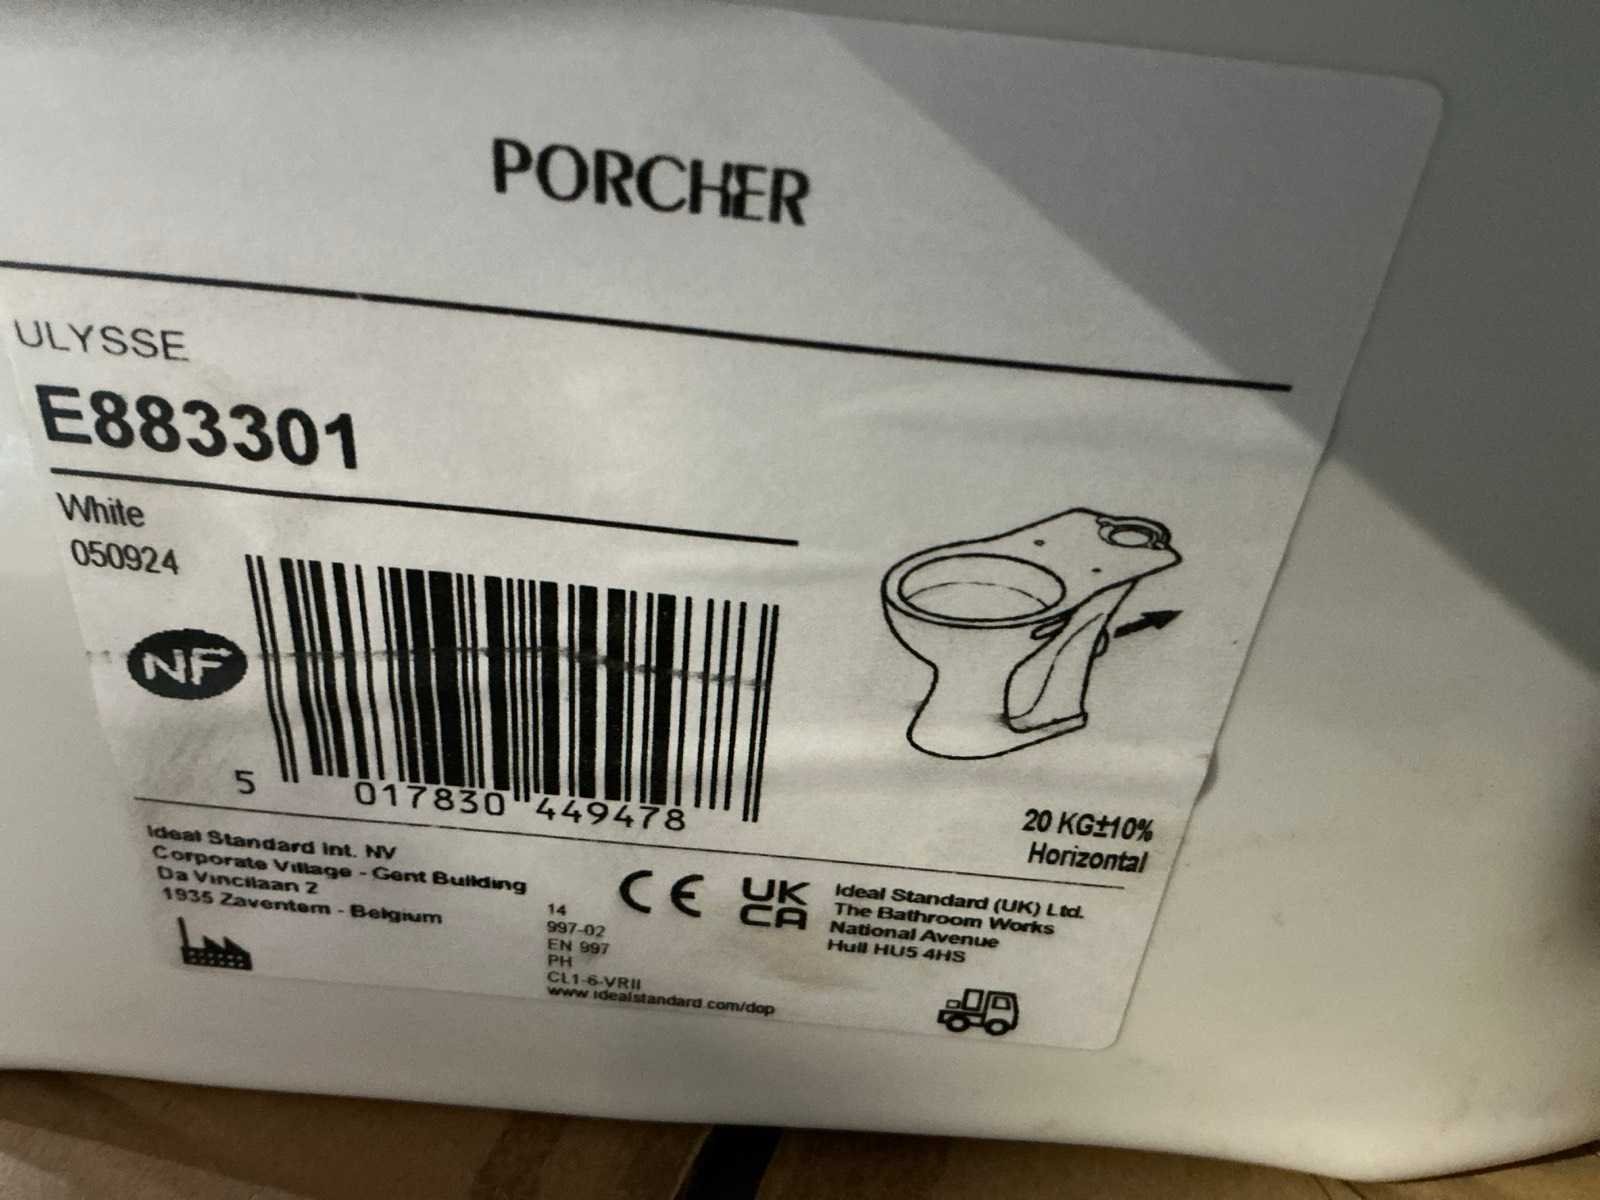 PORCHER
ULYSSE
E883301
White
050924
NF
5 017830 449478
20 KG±10%
Horizontal
Ideal Standard Int. NV
Corporate Village - Gent Building
Da Vincilaan 2
1935 Zaventem - Belgium
14
997-02
EN 997
PH
CL1-6-VRII
www.idealstandard.com/dop
CE
UK
CA
Ideal Standard (UK) Ltd.
The Bathroom Works
National Avenue
Hull HU5 4HS